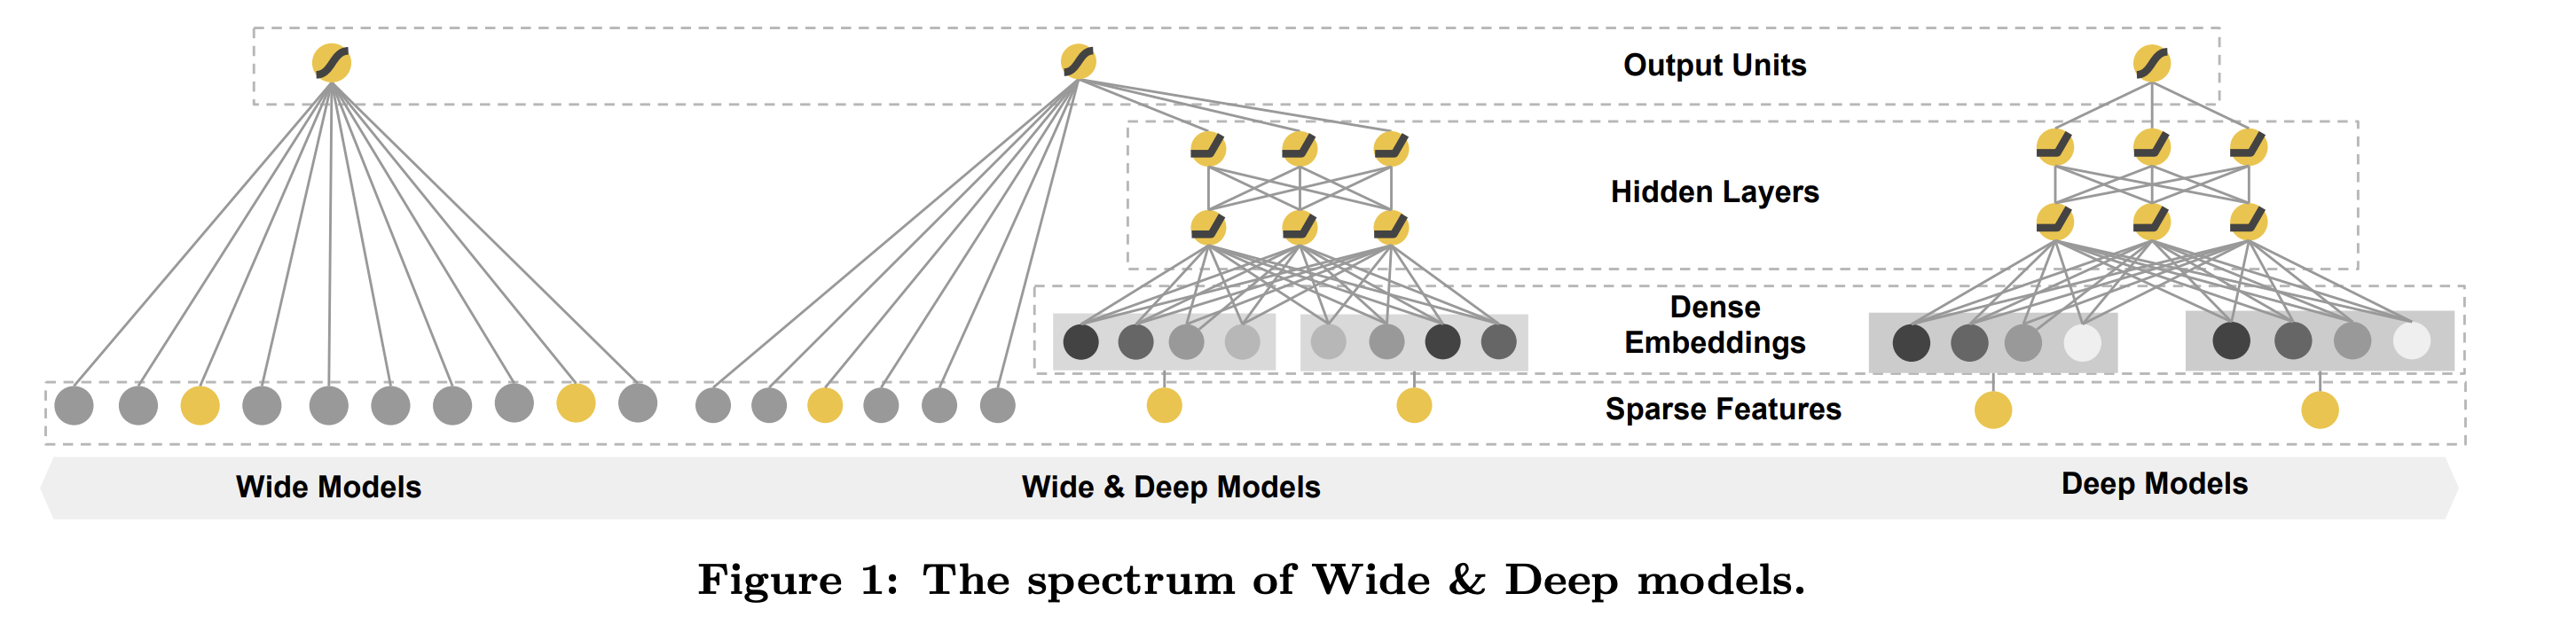 Output Units
Hidden Layers
Dense
Embeddings
Sparse Features
Wide Models
Wide & Deep Models
Deep Models
Figure 1: The spectrum of Wide & Deep models.